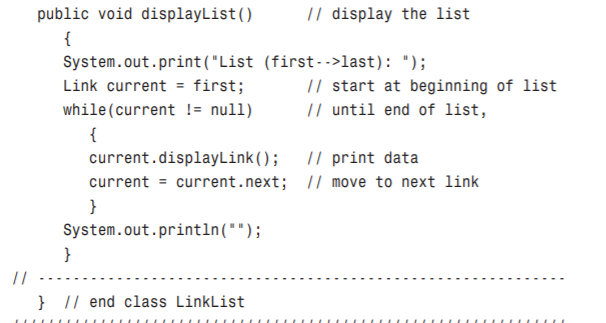 public void displayList()      // display the list
{
System.out.print("List (first-->last): ");
Link current = first;       // start at beginning of list
while(current != null)      // until end of list,
{
current.displayLink();   // print data
current = current.next;  // move to next link
}
System.out.println("");
}
// -------------------------------------------------------------
}  // end class LinkList
////////////////////////////////////////////////////////////////